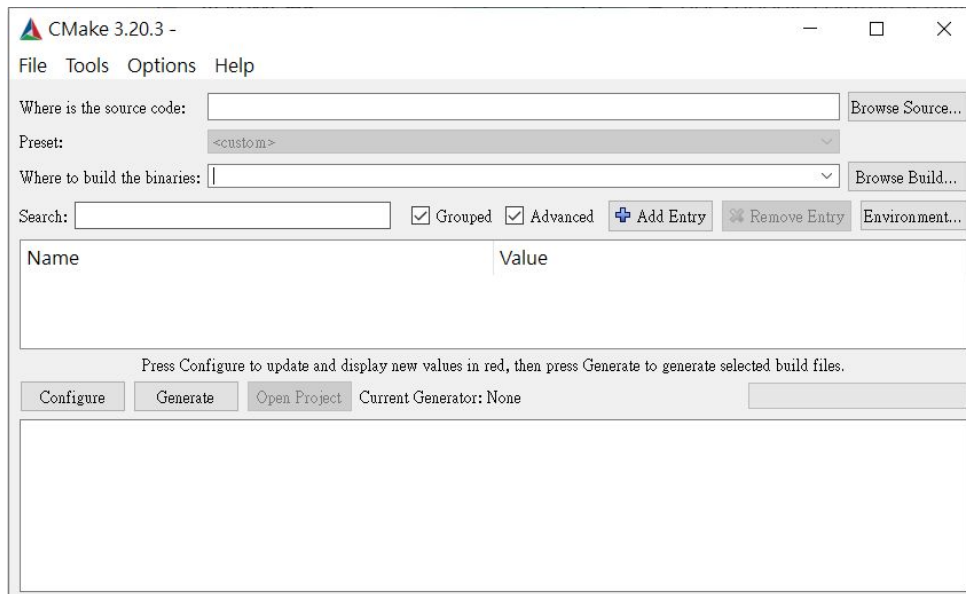 CMake 3.20.3 -
File Tools Options Help
Where is the source code: Browse Source...
Preset: <custom>
Where to build the binaries: Browse Build...
Search: Grouped Advanced Add Entry Remove Entry Environment...
Name Value
Press Configure to update and display new values in red, then press Generate to generate selected build files.
Configure Generate Open Project Current Generator: None